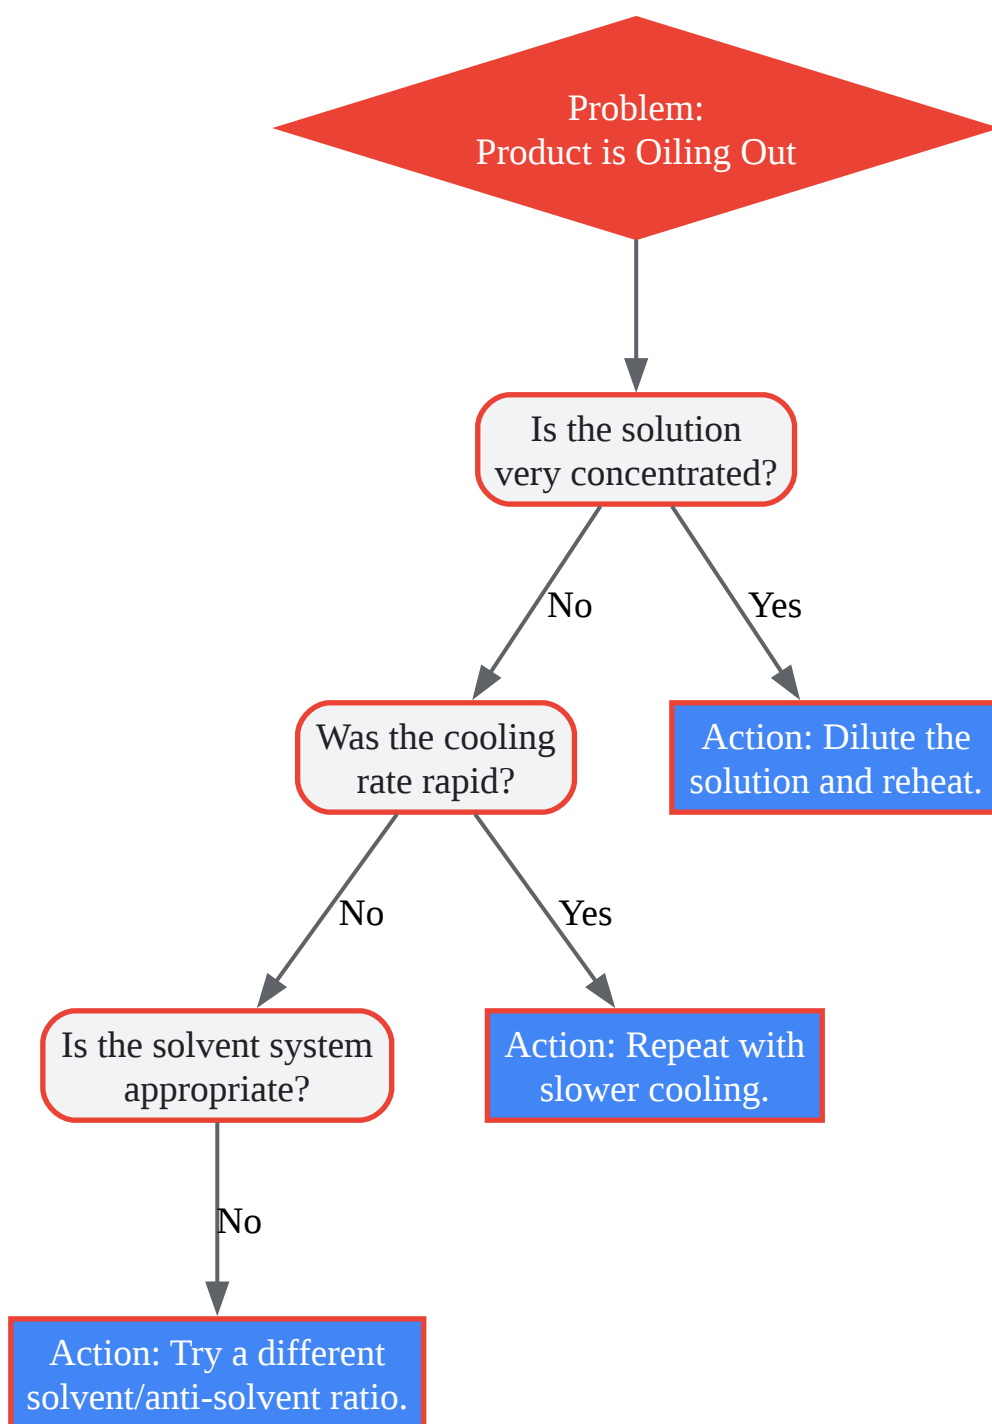 Problem:
Product is Oiling Out
Is the solution
very concentrated?
No
Yes
Was the cooling
rate rapid?
Action: Dilute the
solution and reheat.
No
Yes
Is the solvent system
appropriate?
Action: Repeat with
slower cooling.
No
Action: Try a different
solvent/anti-solvent ratio.